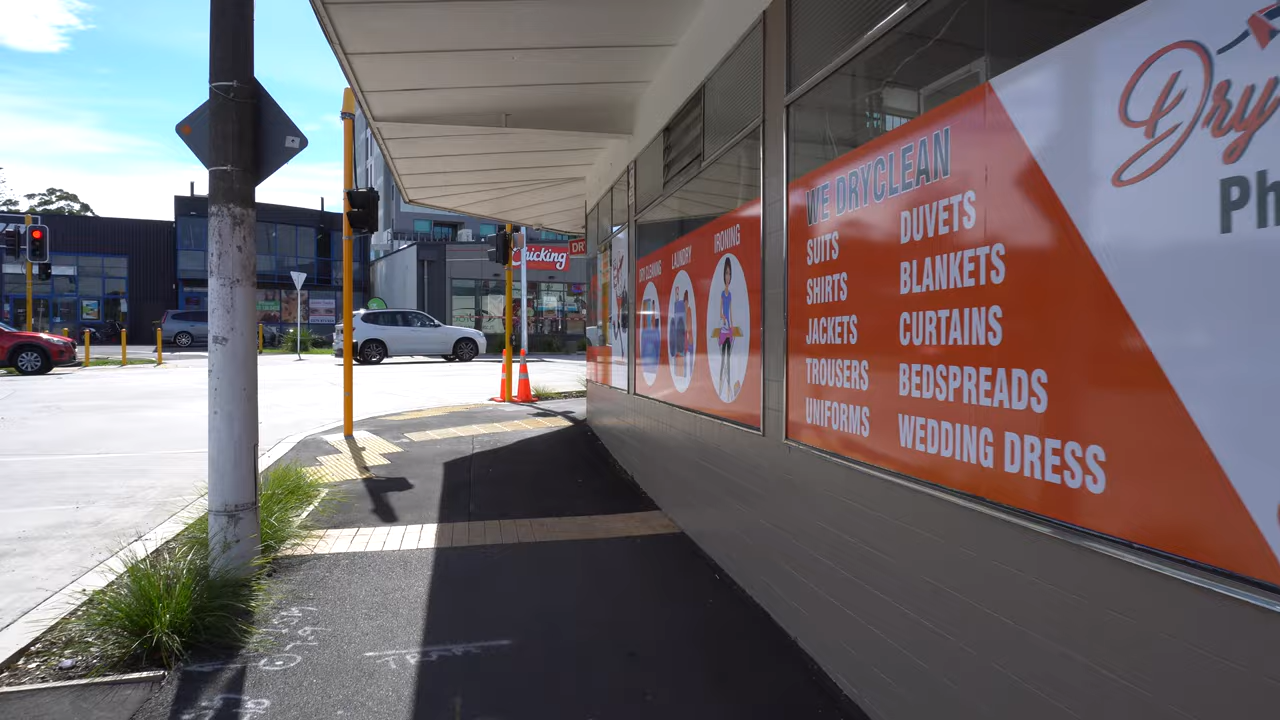 Dry
Ph
WE DRYCLEAN
SUITS
SHIRTS
JACKETS
TROUSERS
UNIFORMS
DUVETS
BLANKETS
CURTAINS
BEDSPREADS
WEDDING DRESS
DRY CLEANING
LAUNDRY
IRONING
Chicking
DR